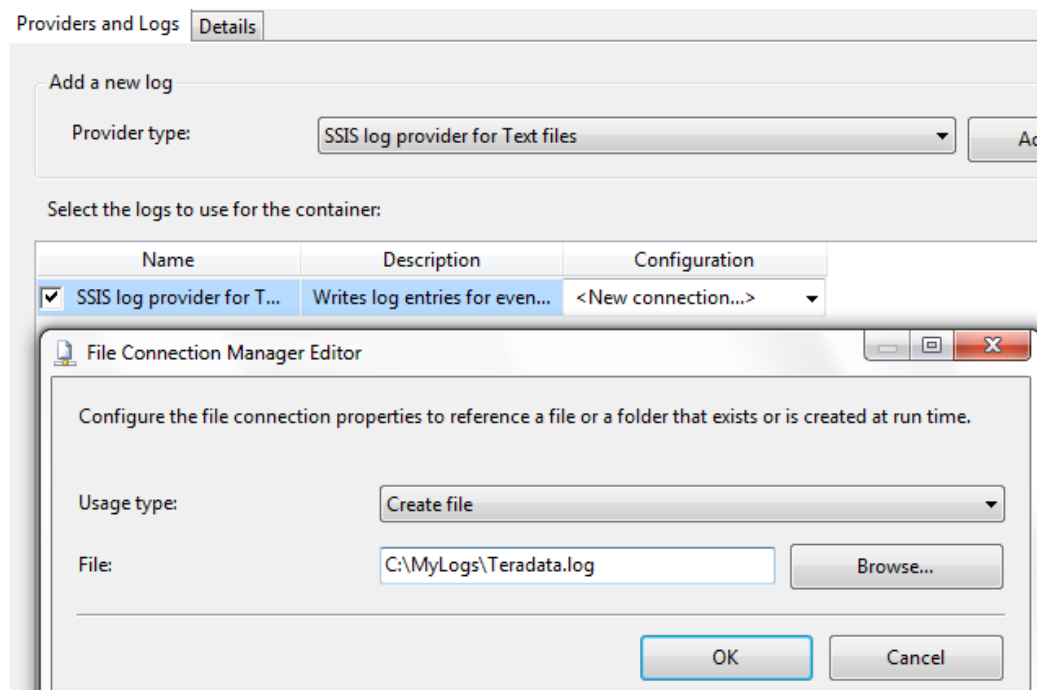 Providers and Logs Details
Add a new log
Provider type: SSIS log provider for Text files
Select the logs to use for the container:
Name Description Configuration
SSIS log provider for T... Writes log entries for even... <New connection...>
File Connection Manager Editor
Configure the file connection properties to reference a file or a folder that exists or is created at run time.
Usage type: Create file
File: C:\MyLogs\Teradata.log Browse...
OK Cancel